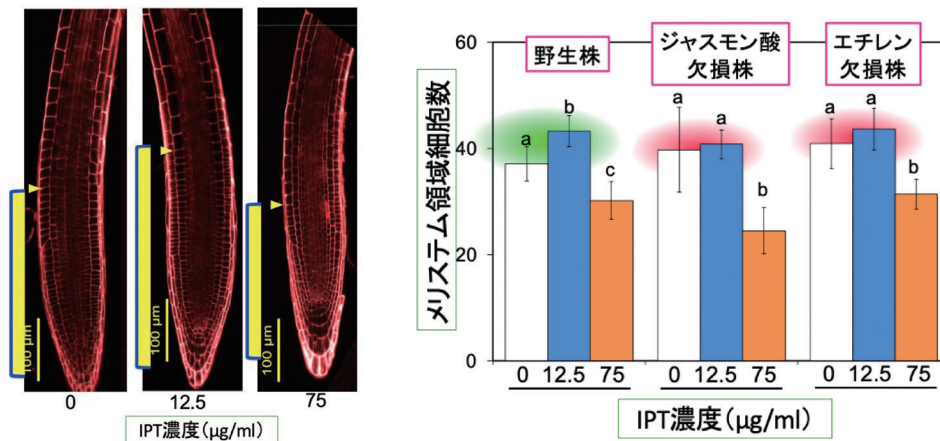 100 μm
100 μm
100 μm
0
12.5
75
IPT濃度(μg/ml)
メリステム領域細胞数
60
40
20
0
野生株
ジャスモン酸
欠損株
エチレン
欠損株
a
b
c
a
a
b
a
a
b
0 12.5 75
0 12.5 75
0 12.5 75
IPT濃度(μg/ml)